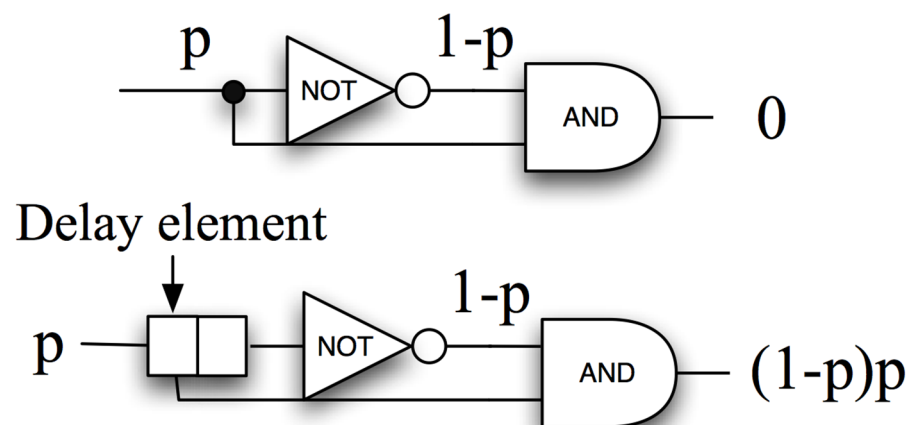 p 1-p
NOT
AND
0
Delay element
1-p
p
NOT
AND
(1-p)p